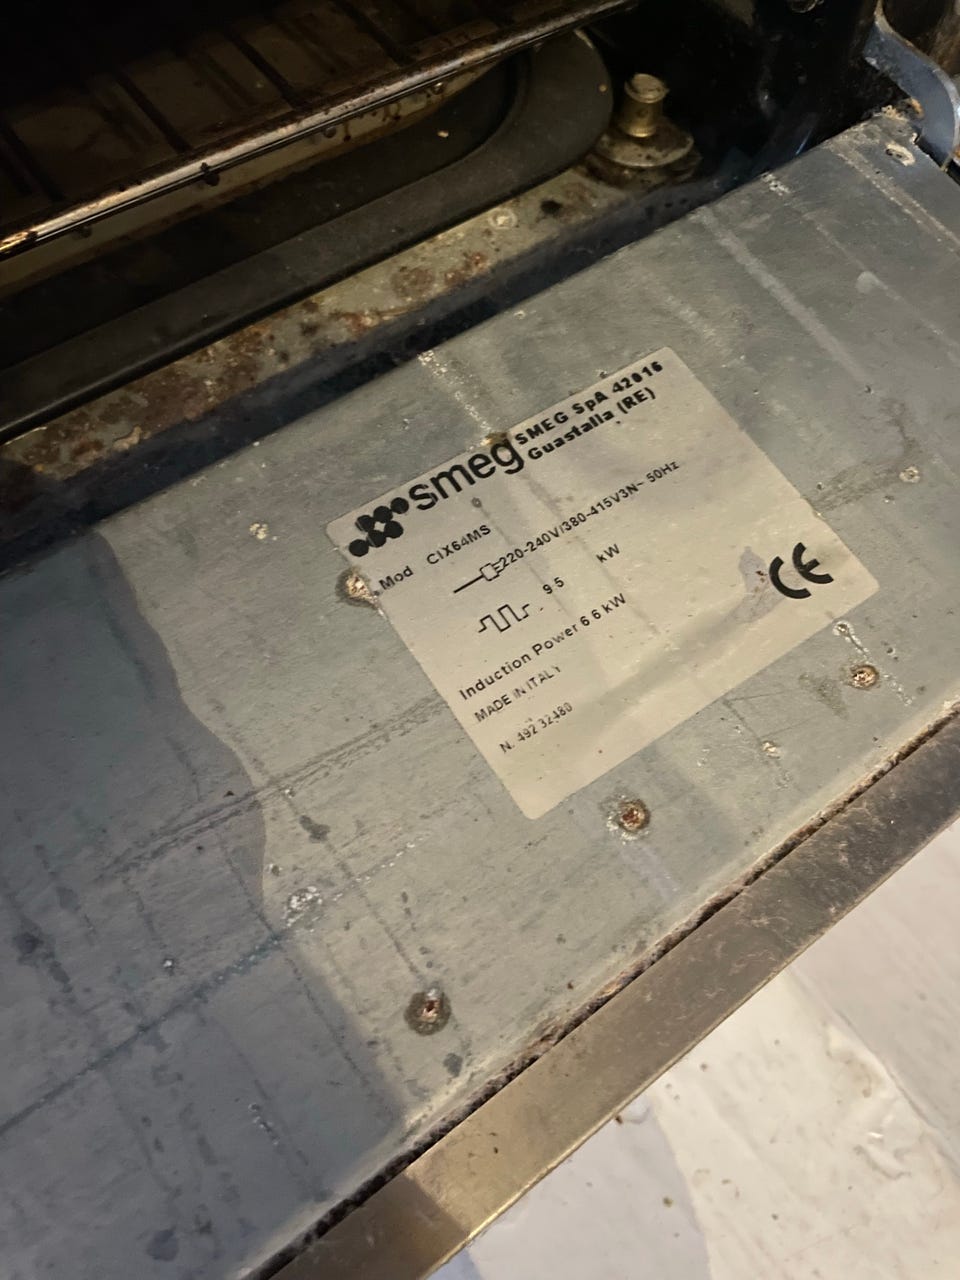 smeg
SMEG SpA 42016
Guastalla (RE)
Mod CIX64MS
220-240V/380-415V3N~ 50Hz
9.5 kW
Induction Power 6.6 kW
MADE IN ITALY
N. 492 32480
CE